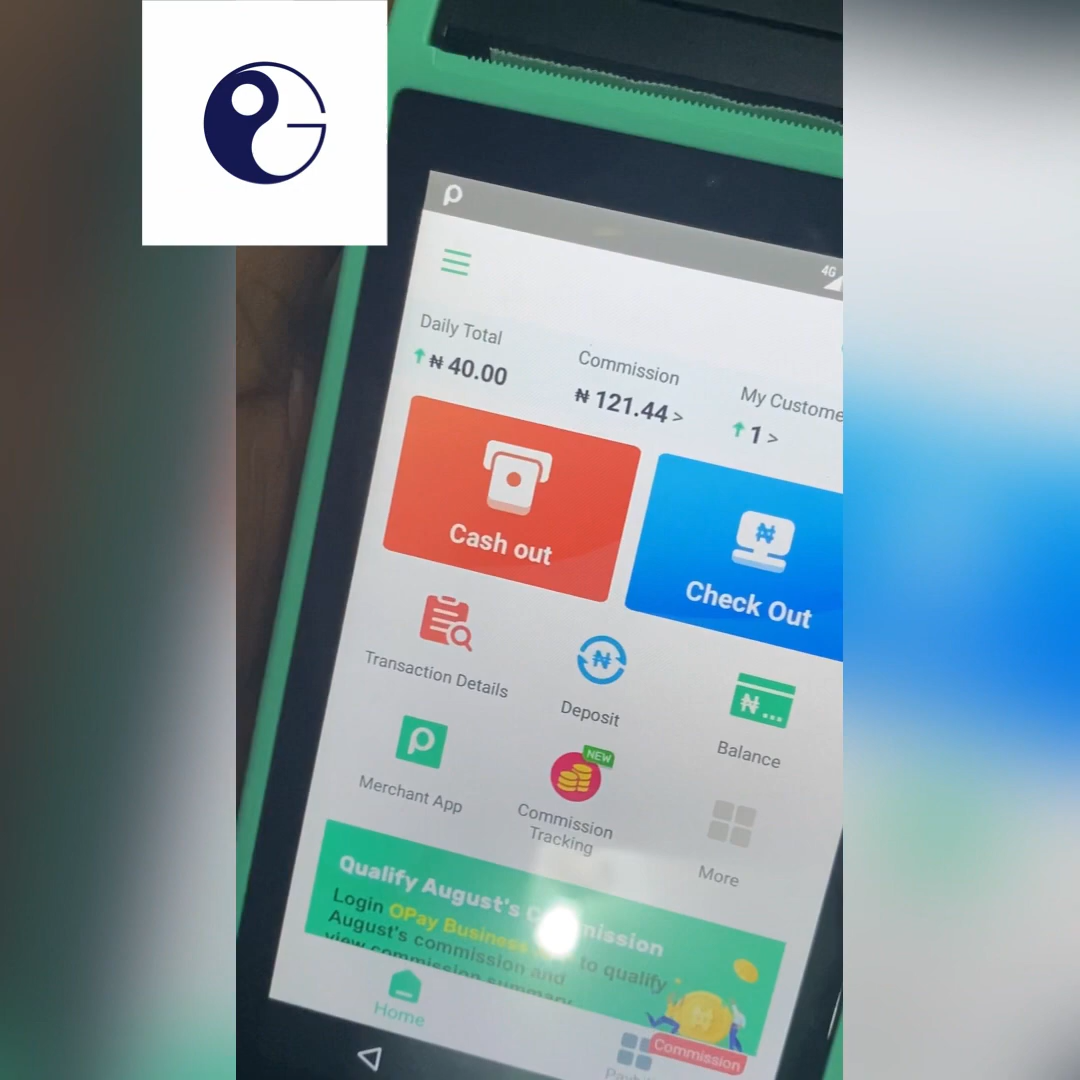 4G
Daily Total
₦ 40.00
Commission
₦ 121.44 >
My Custome
1 >
Cash out
Check Out
Transaction Details
Deposit
Balance
Merchant App
NEW
Commission
Tracking
More
Qualify August's Commission
Login OPay Business to qualify
August's commission and
view commission summary
Home
Commission